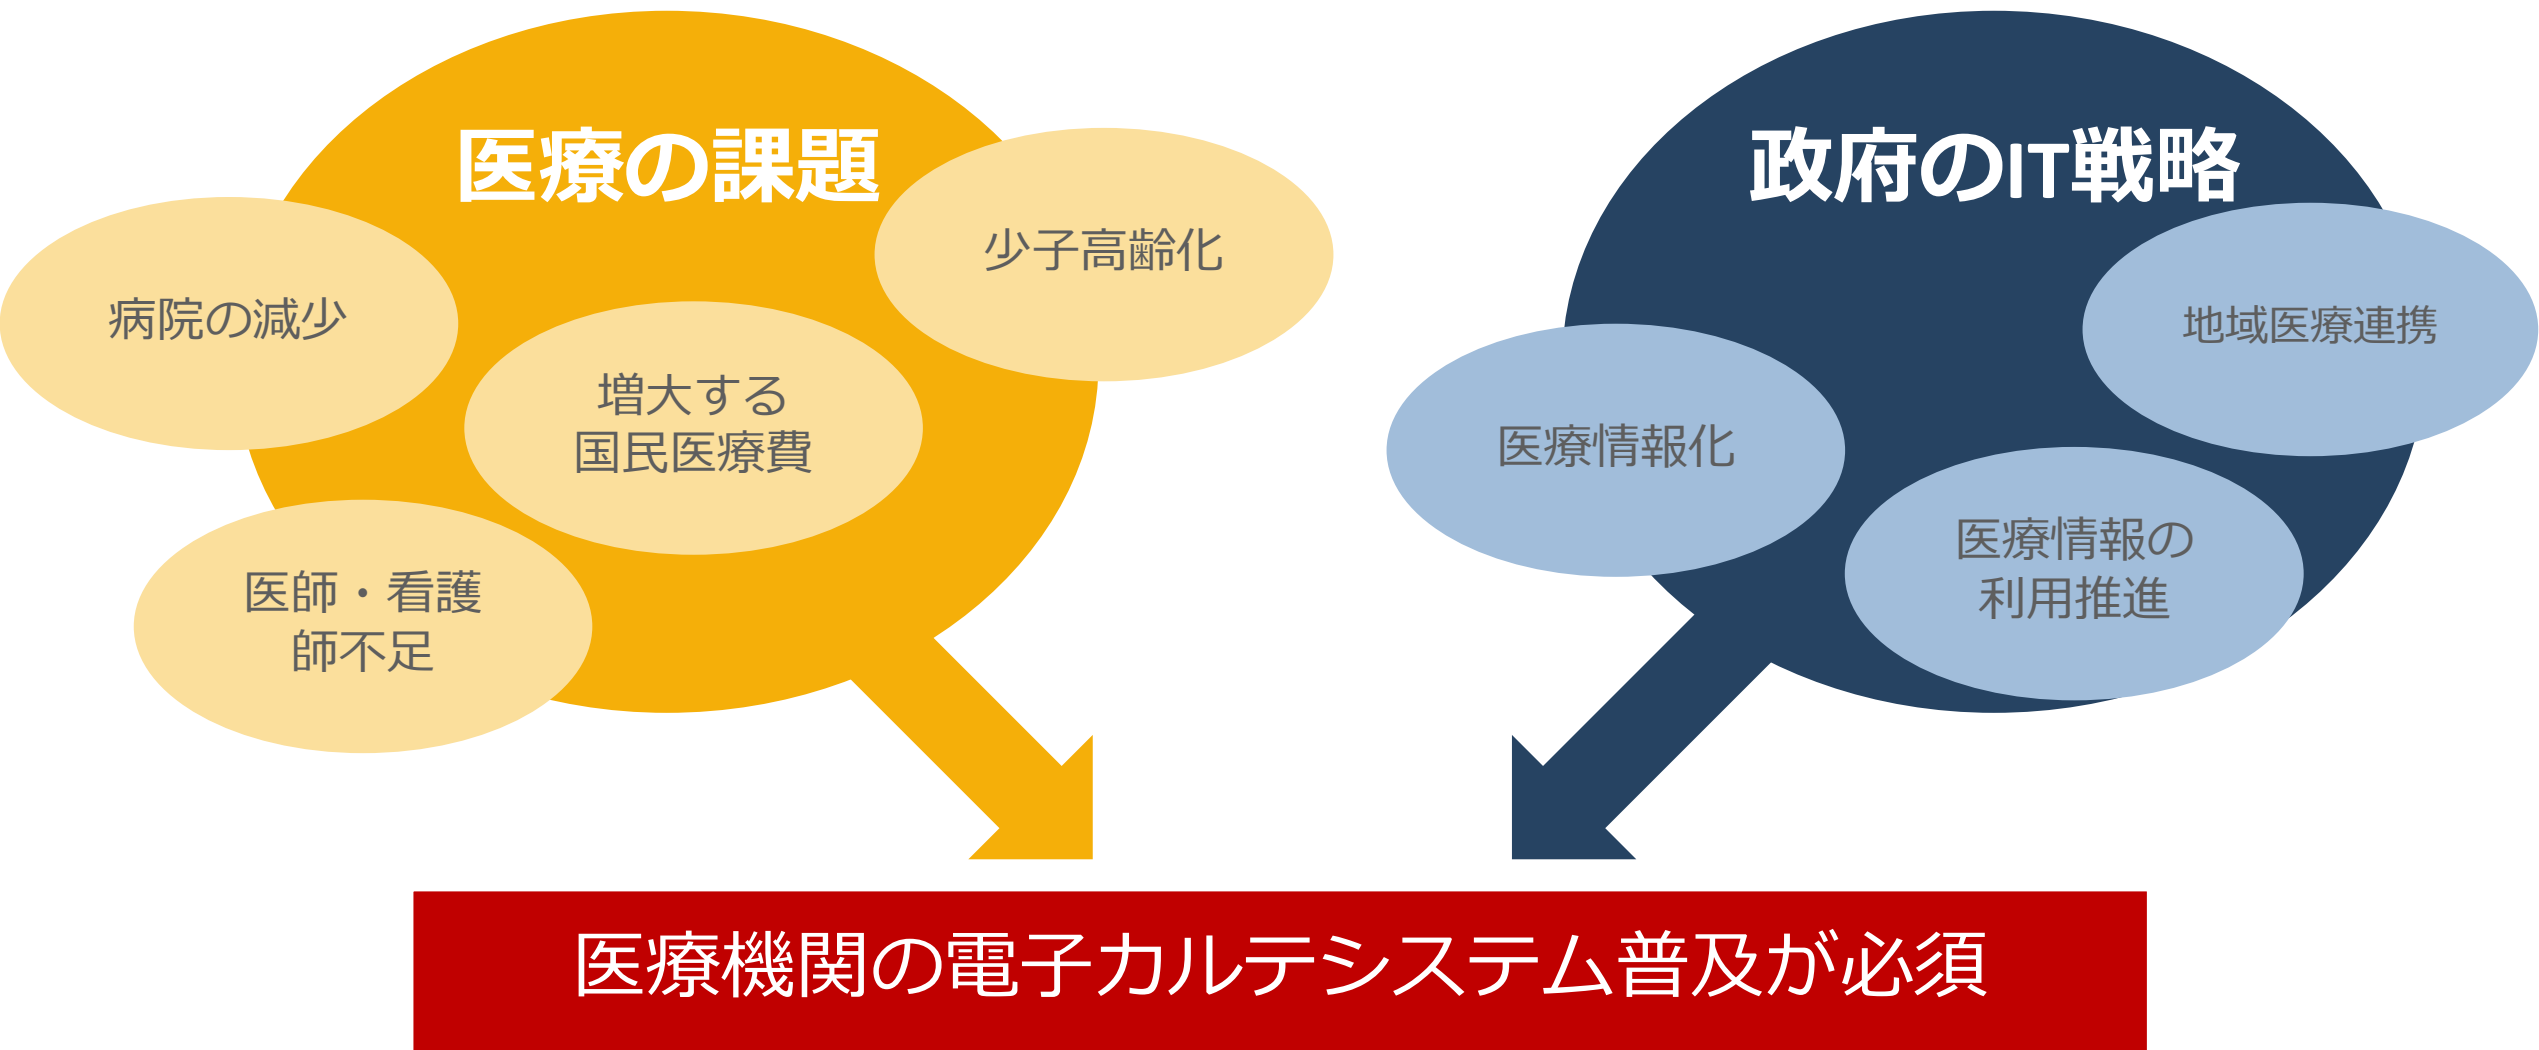 医療の課題
少子高齢化
病院の減少
増大する
国民医療費
医師・看護
師不足
政府のIT戦略
地域医療連携
医療情報化
医療情報の
利用推進
医療機関の電子カルテシステム普及が必須